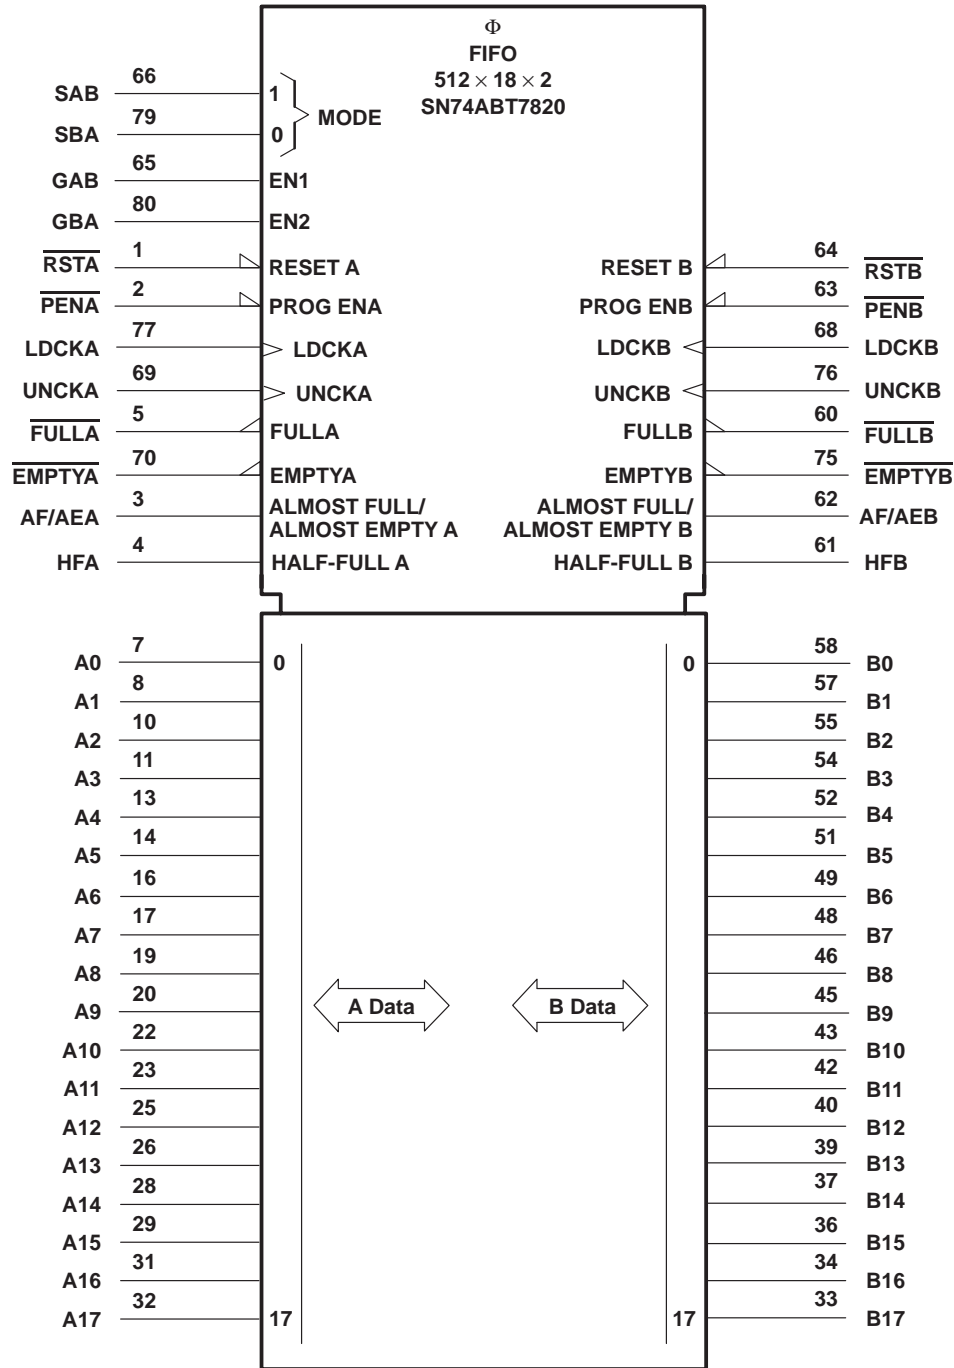 Φ
FIFO
512 × 18 × 2
SN74ABT7820
SAB 66 1
MODE
SBA 79 0
GAB 65 EN1
GBA 80 EN2
RSTA 1 RESET A RESET B 64 RSTB
PENA 2 PROG ENA PROG ENB 63 PENB
LDCKA 77 LDCKA LDCKB 68 LDCKB
UNCKA 69 UNCKA UNCKB 76 UNCKB
FULLA 5 FULLA FULLB 60 FULLB
EMPTYA 70 EMPTYA EMPTYB 75 EMPTYB
AF/AEA 3 ALMOST FULL/ ALMOST EMPTY A ALMOST FULL/ ALMOST EMPTY B 62 AF/AEB
HFA 4 HALF-FULL A HALF-FULL B 61 HFB
A0 7 0 0 58 B0
A1 8 57 B1
A2 10 55 B2
A3 11 54 B3
A4 13 52 B4
A5 14 51 B5
A6 16 49 B6
A7 17 48 B7
A8 19 46 B8
A Data B Data
A9 20 45 B9
A10 22 43 B10
A11 23 42 B11
A12 25 40 B12
A13 26 39 B13
A14 28 37 B14
A15 29 36 B15
A16 31 34 B16
A17 32 17 17 33 B17